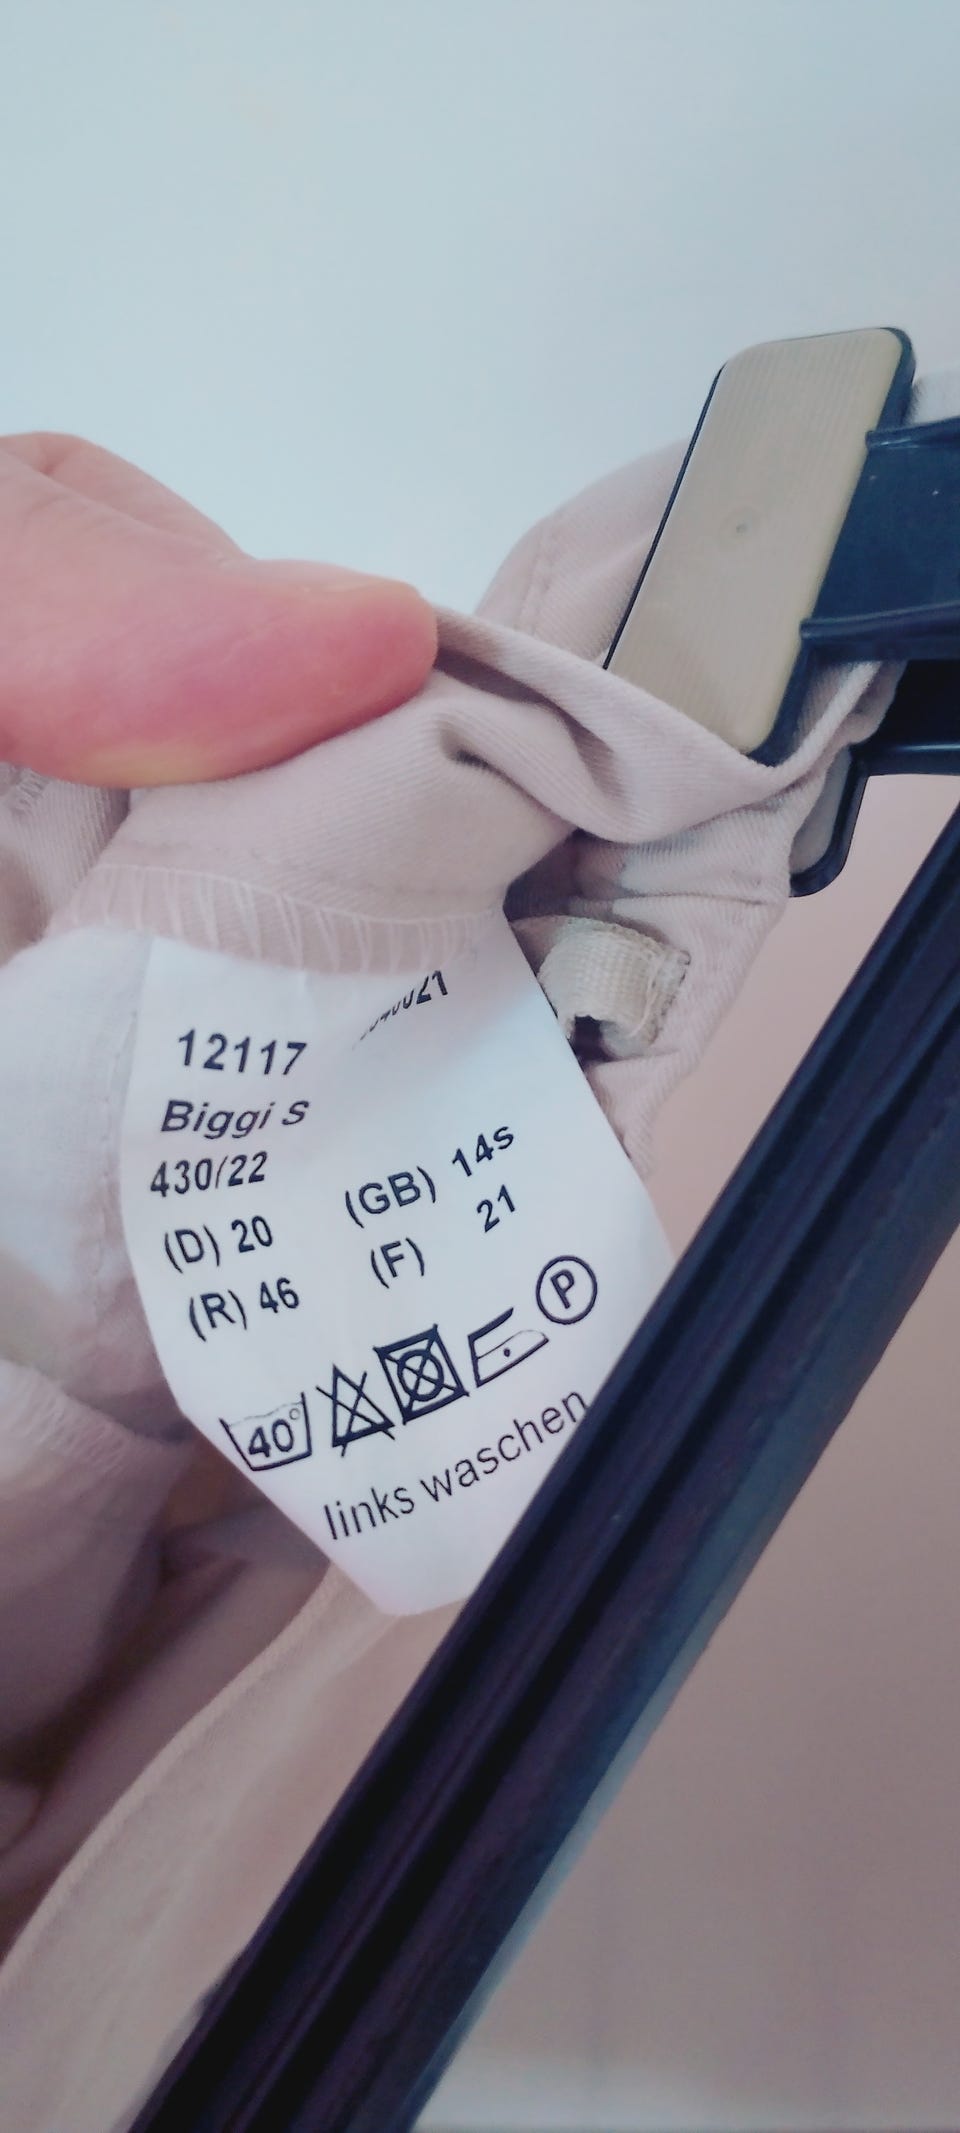 12117
Biggi S
430/22
(D) 20 (GB) 14s
(R) 46 (F) 21
40°
P
links waschen